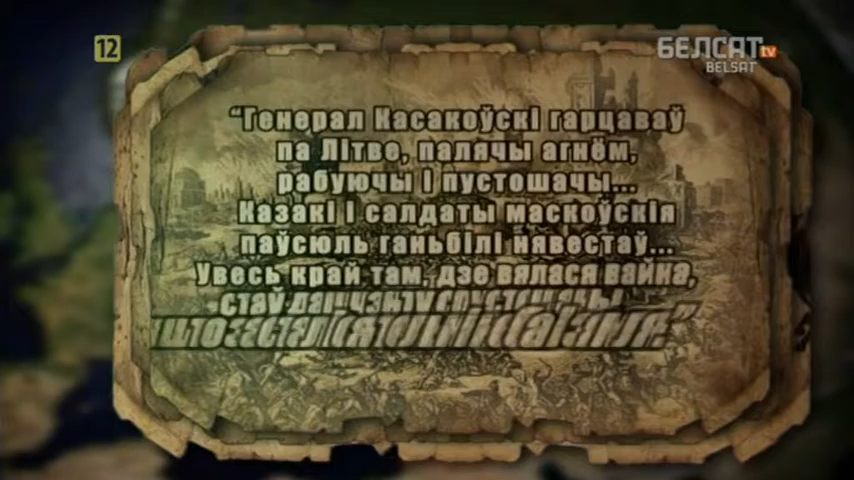 12
БЕЛСАТ tv
BELSAT
“Генерал Касакоўскі гарцаваў
па Літве, палячы агнём,
рабуючы і пустошачы...
Казакі і салдаты маскоўскія
паўсюль ганьбілі нявестаў...
Увесь край там, дзе вялася вайна,
стаў